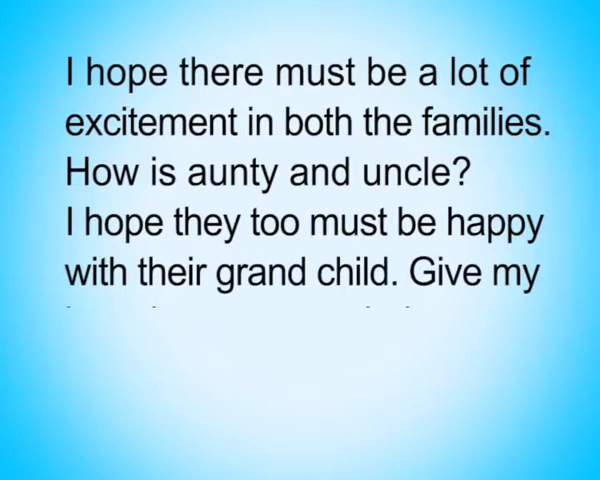 I hope there must be a lot of
excitement in both the families.
How is aunty and uncle?
I hope they too must be happy
with their grand child. Give my